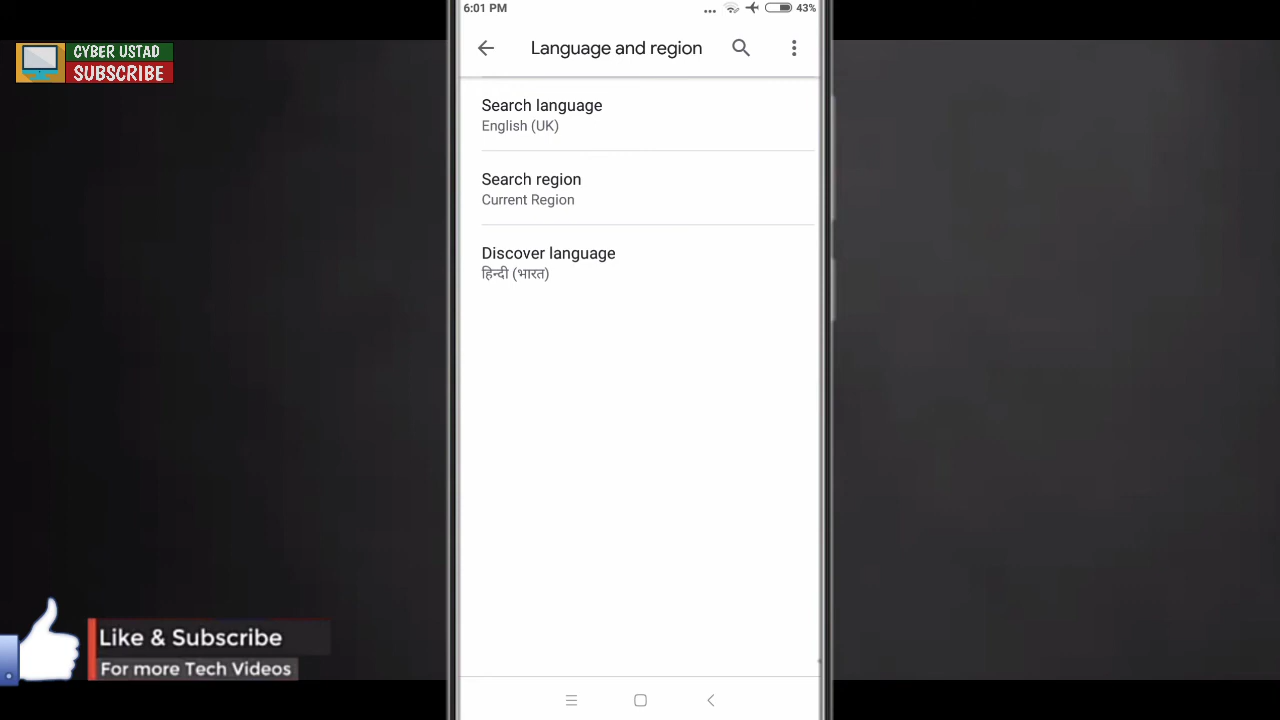 6:01 PM
43%
CYBER USTAD
SUBSCRIBE
Language and region
Search language
English (UK)
Search region
Current Region
Discover language
हिन्दी (भारत)
Like & Subscribe
For more Tech Videos